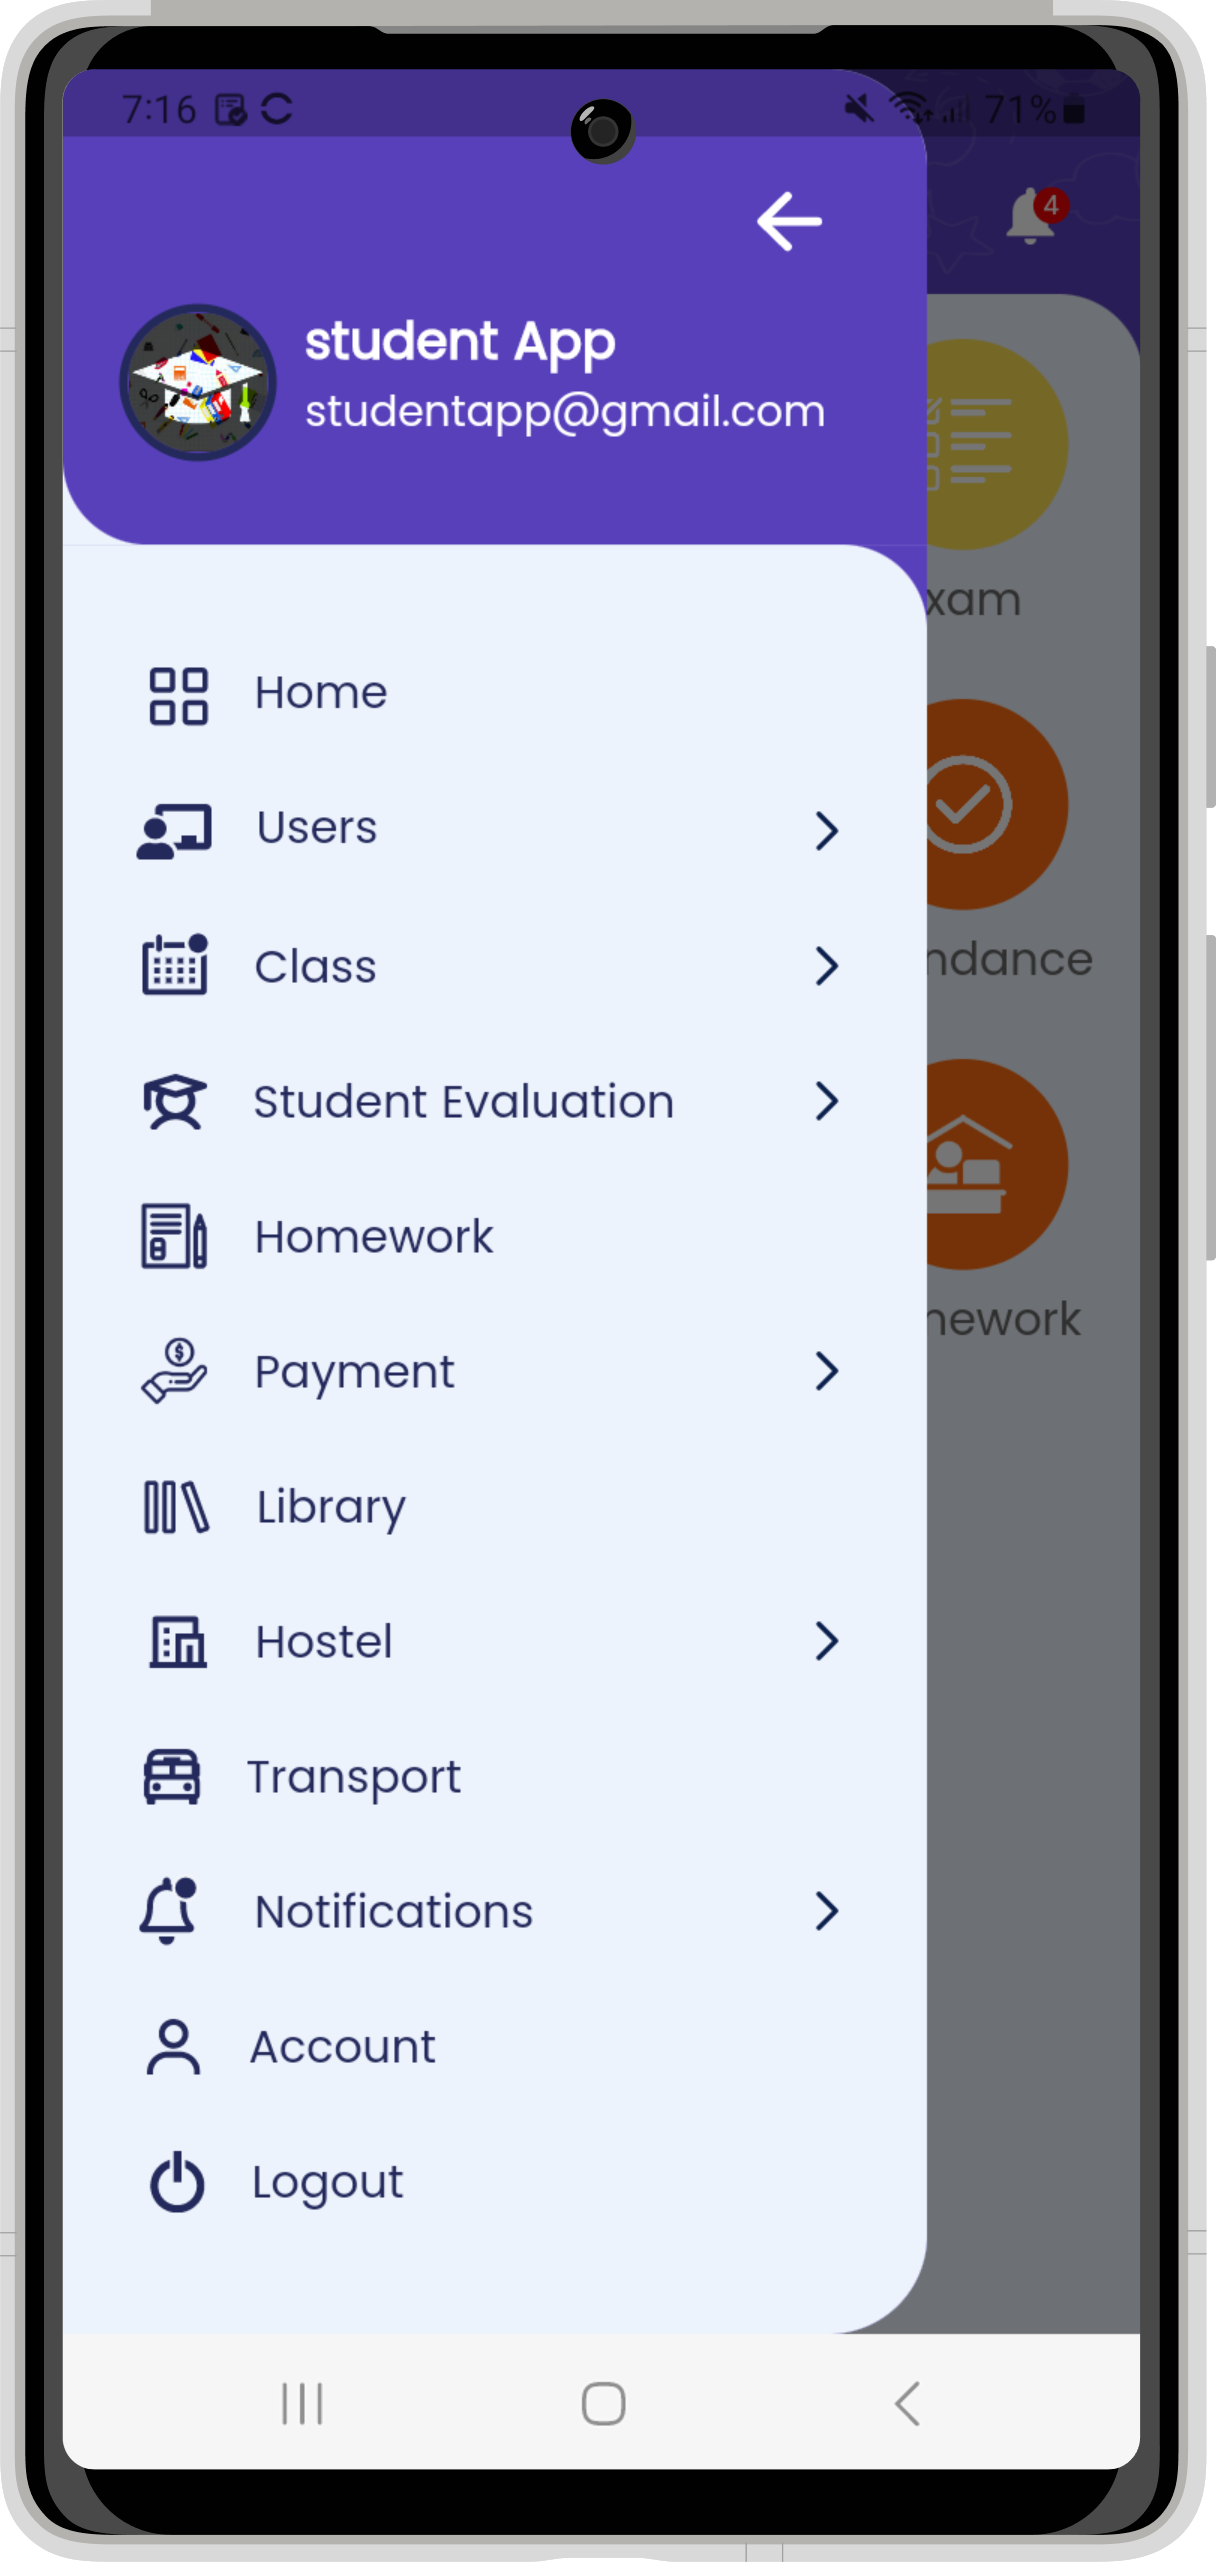 7:16
71%
4
student App
studentapp@gmail.com
xam
Home
Users
Class
ndance
Student Evaluation
Homework
nework
Payment
Library
Hostel
Transport
Notifications
Account
Logout